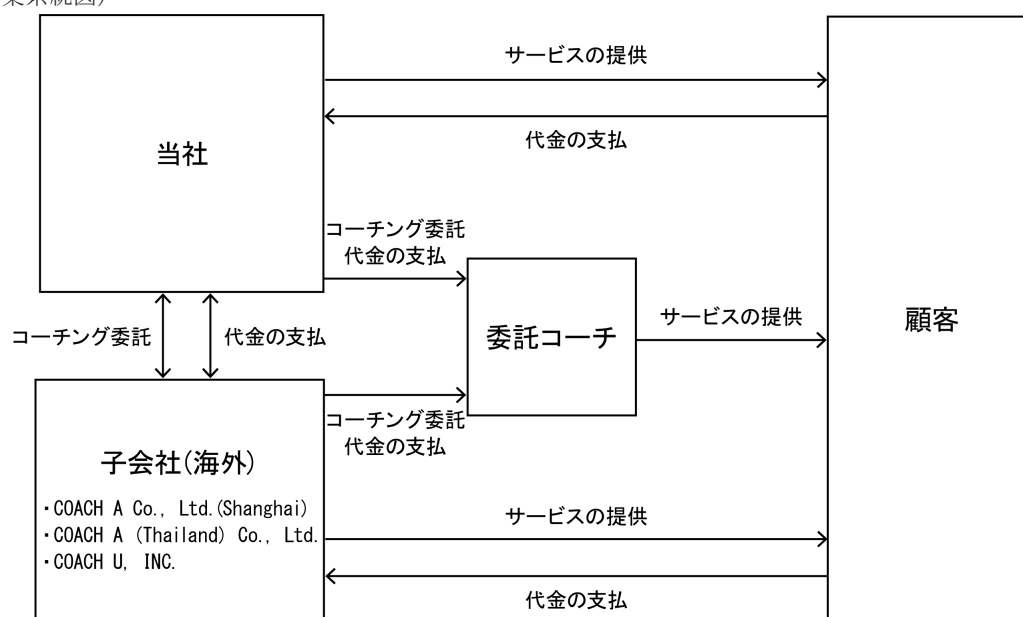 業系統図)
サービスの提供
代金の支払
当社
コーチング委託
代金の支払
委託コーチ
サービスの提供
顧客
コーチング委託
代金の支払
コーチング委託
代金の支払
子会社(海外)
・COACH A Co., Ltd.(Shanghai)
・COACH A (Thailand) Co., Ltd.
・COACH U, INC.
サービスの提供
代金の支払